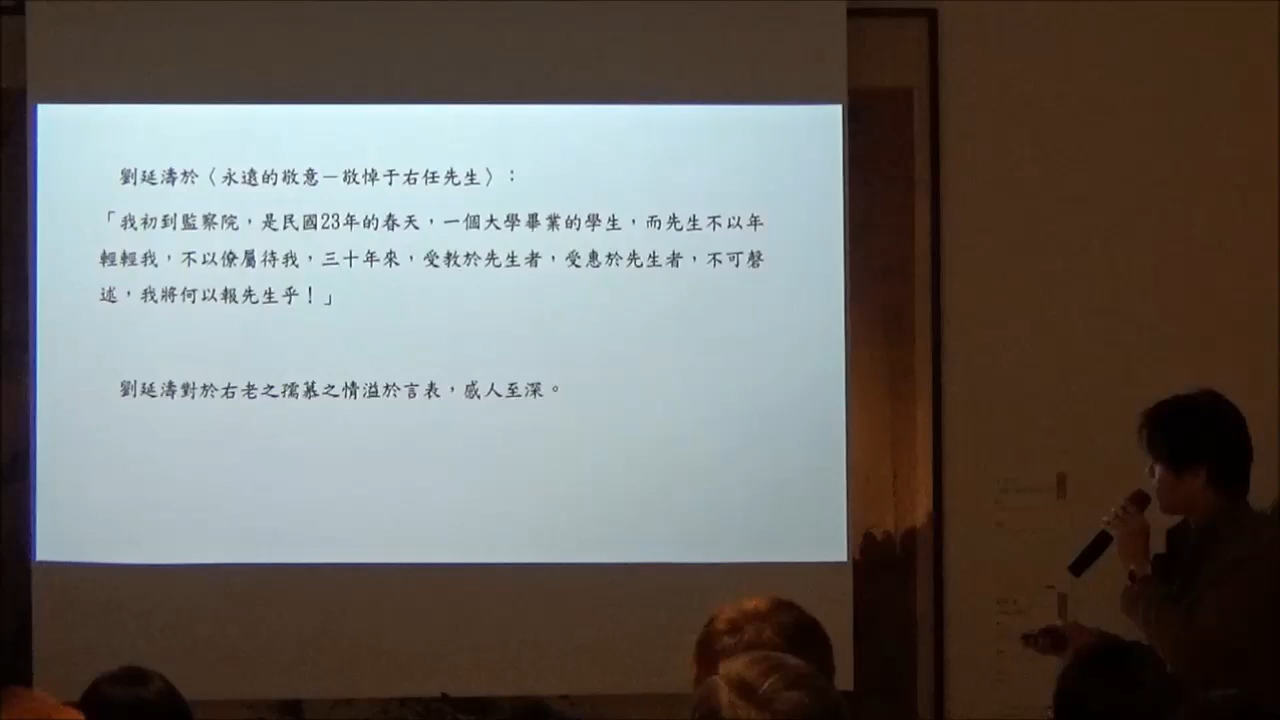 劉延濤於〈永遠的敬意－敬悼于右任先生〉：
「我初到監察院，是民國23年的春天，一個大學畢業的學生，而先生不以年
輕輕我，不以僚屬待我，三十年來，受教於先生者，受惠於先生者，不可罄
述，我將何以報先生乎！」
劉延濤對於右老之孺慕之情溢於言表，感人至深。